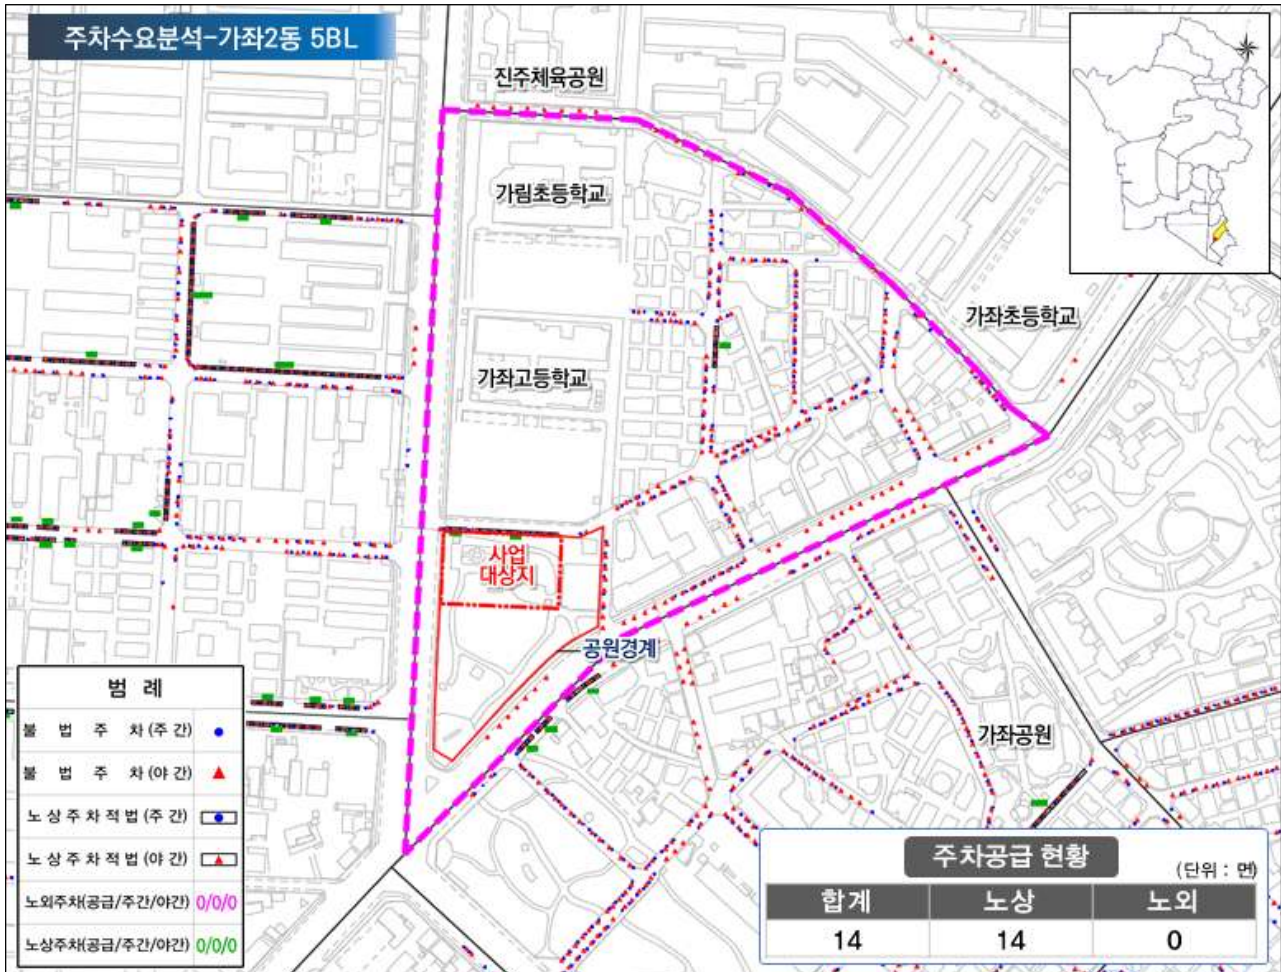 주차수요분석-가좌2동 5BL
진주체육공원
가림초등학교
가좌초등학교
가좌고등학교
사업
대상지
공원경계
가좌공원
범 례
불 법 주 차 (주 간)
불 법 주 차 (야 간)
노 상 주 차 적 법 (주 간)
노 상 주 차 적 법 (야 간)
노외주차(공급/주간/야간) 0/0/0
노상주차(공급/주간/야간) 0/0/0
주차공급 현황
(단위 : 면)
합계 노상 노외
14 14 0